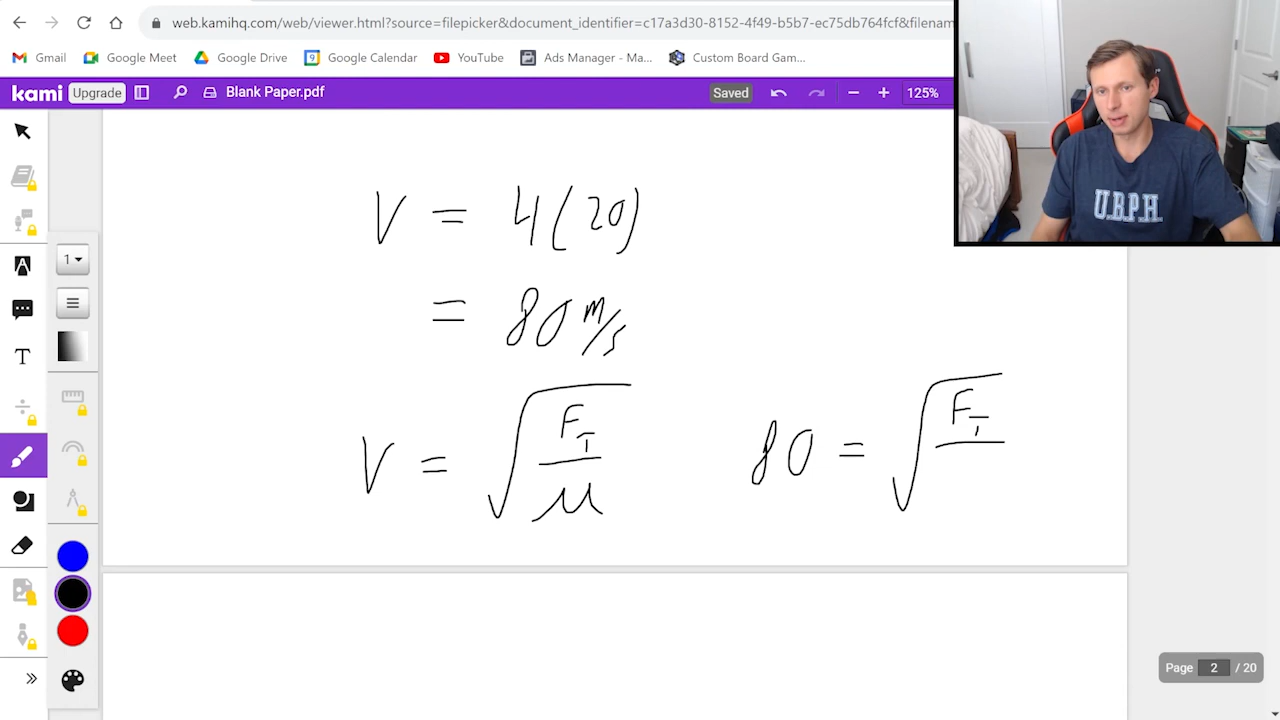 web.kamihq.com/web/viewer.html?source=filepicker&document_identifier=c17a3d30-8152-4f49-b5b7-ec75db764fcf&filenam
Gmail Google Meet Google Drive 9 Google Calendar YouTube Ads Manager - Ma... Custom Board Gam...
kami Upgrade Blank Paper.pdf Saved 125%
V = 4(20)
= 80 m/s
V = √(F_T/μ) 80 = √(F_T/
1
T
U.B.P.H.
Page 2 / 20